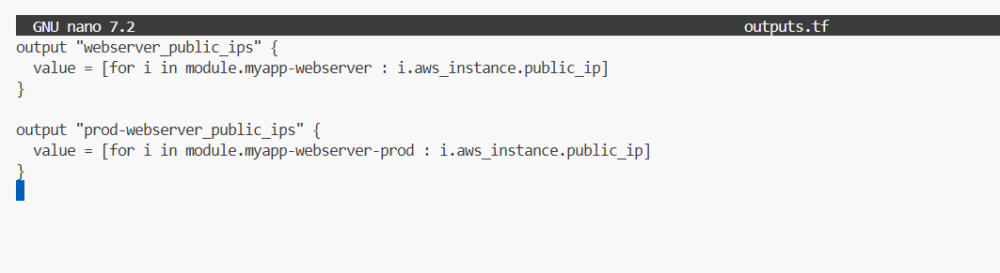 GNU nano 7.2 outputs.tf
output "webserver_public_ips" {
  value = [for i in module.myapp-webserver : i.aws_instance.public_ip]
}

output "prod-webserver_public_ips" {
  value = [for i in module.myapp-webserver-prod : i.aws_instance.public_ip]
}